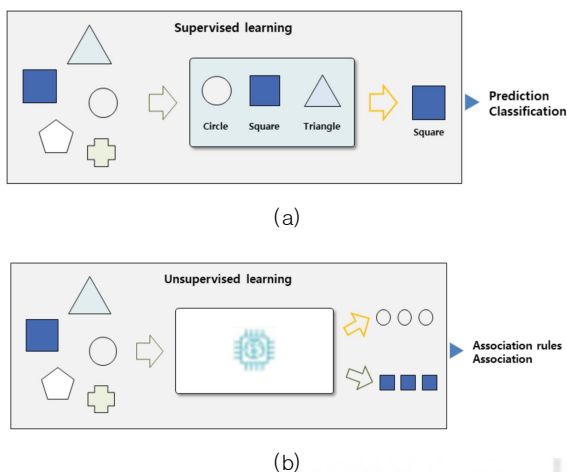 Supervised learning
Circle
Square
Triangle
Square
Prediction
Classification
(a)
Unsupervised learning
Association rules
Association
(b)